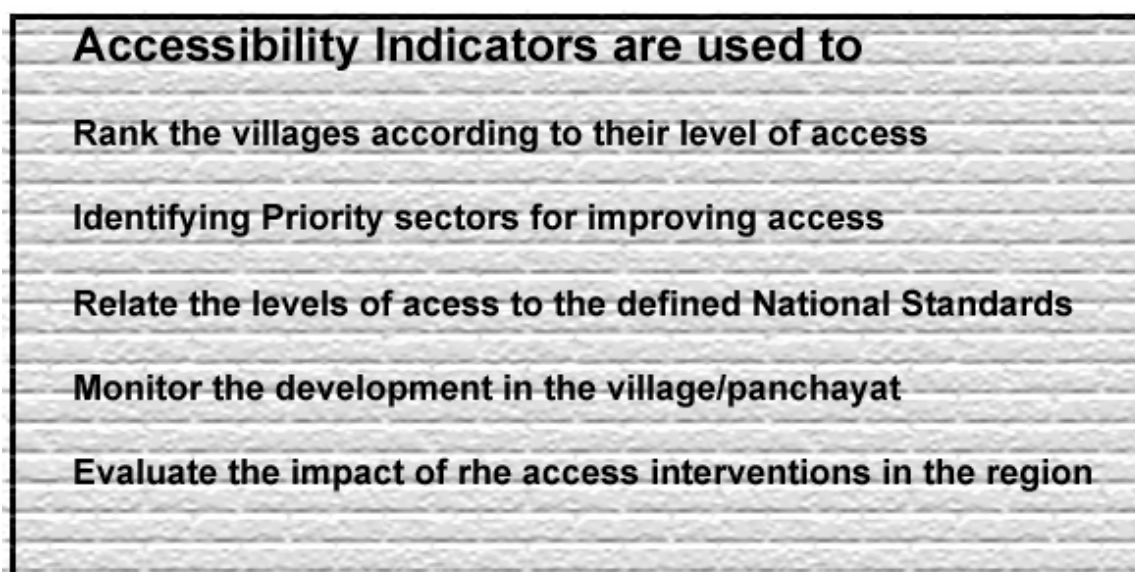 Accessibility Indicators are used to
Rank the villages according to their level of access
Identifying Priority sectors for improving access
Relate the levels of acess to the defined National Standards
Monitor the development in the village/panchayat
Evaluate the impact of rhe access interventions in the region